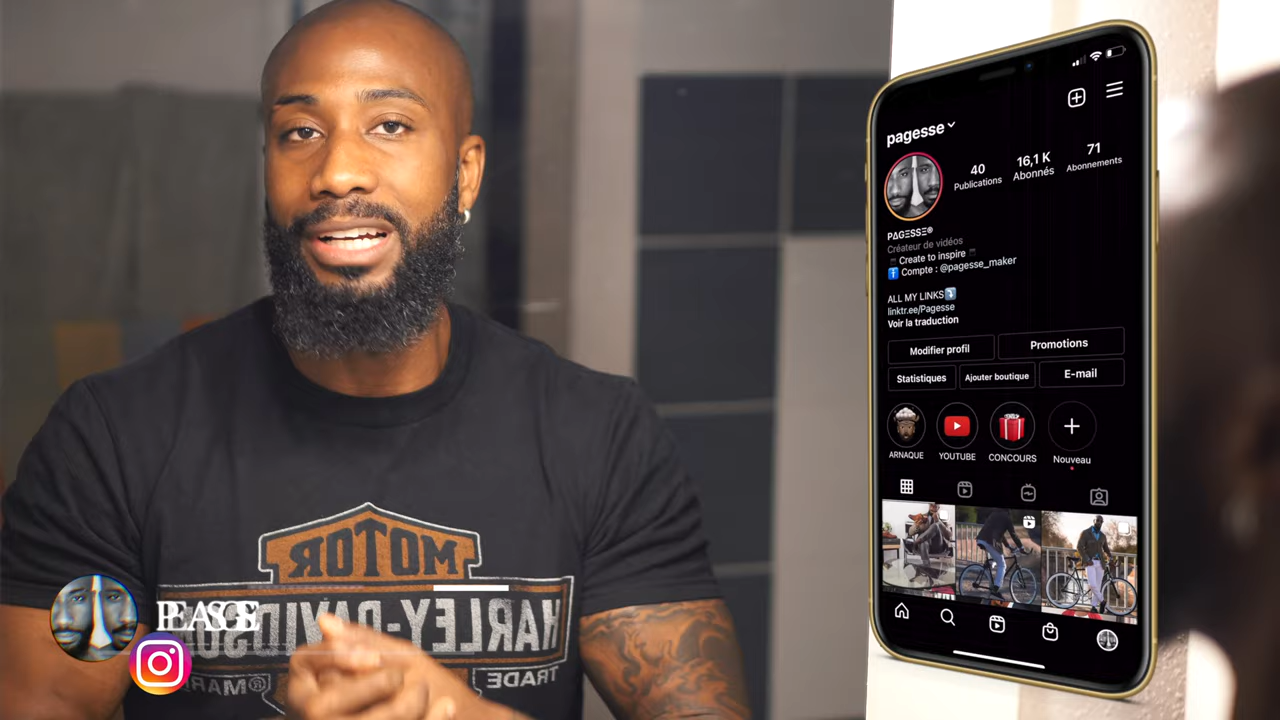 MOTOR
HARLEY-DAVIDSON
TRADE
MAR
®
pagesse
40
Publications
16,1 K
Abonnés
71
Abonnements
PΔGΞSSΞ®
Créateur de vidéos
Create to inspire
Compte : @pagesse_maker
ALL MY LINKS
linktr.ee/Pagesse
Voir la traduction
Modifier profil
Promotions
Statistiques
Ajouter boutique
E-mail
ARNAQUE
YOUTUBE
CONCOURS
Nouveau